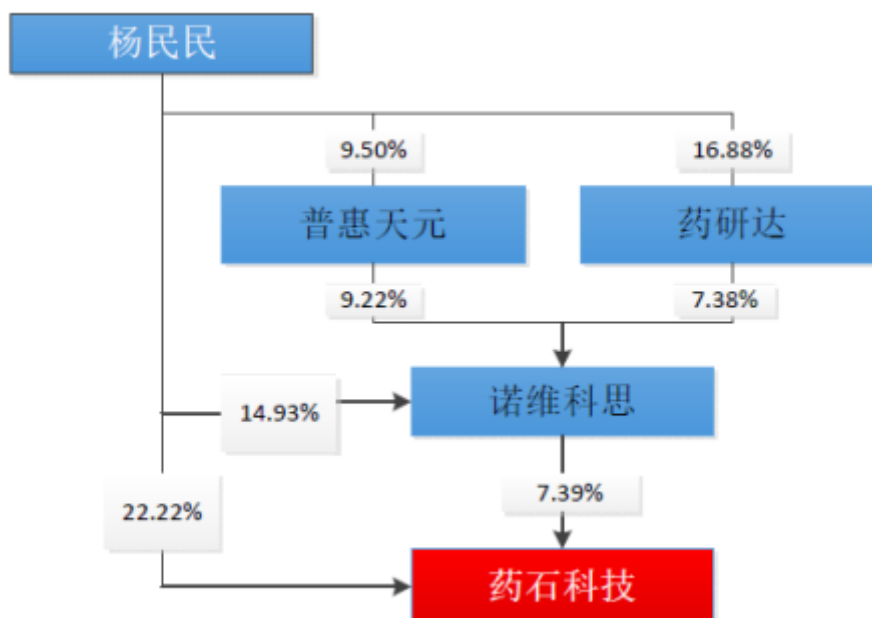 杨民民
9.50%
16.88%
普惠天元
药研达
9.22%
7.38%
诺维科思
14.93%
7.39%
22.22%
药石科技